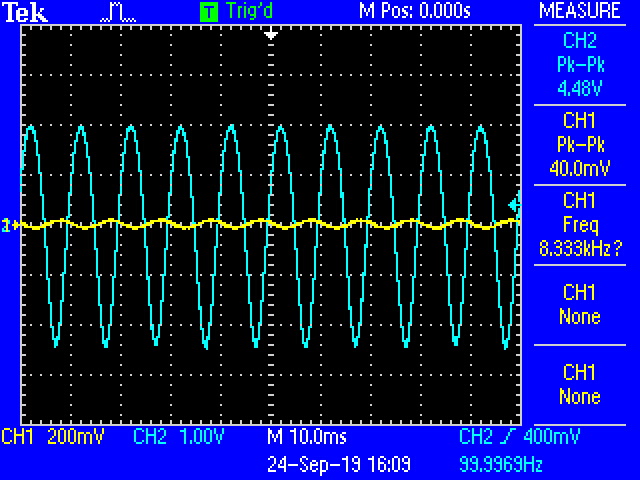 Tek T Trig'd M Pos: 0.000s MEASURE
CH2
Pk-Pk
4.48V
CH1
Pk-Pk
40.0mV
CH1
Freq
8.333kHz?
CH1
None
CH1
None
CH1 200mV CH2 1.00V M 10.0ms CH2 400mV
24-Sep-19 16:09 99.9969Hz